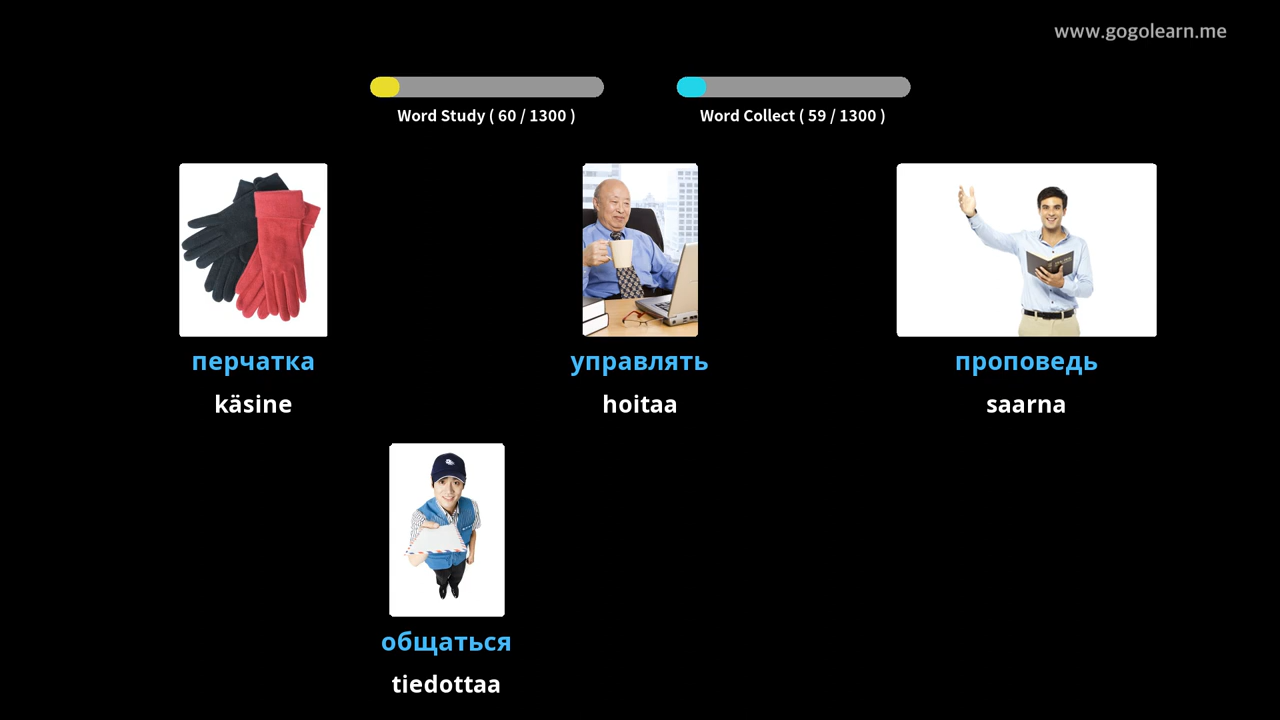 www.gogolearn.me
Word Study ( 60 / 1300 )
Word Collect ( 59 / 1300 )
перчатка
käsine
управлять
hoitaa
проповедь
saarna
общаться
tiedottaa